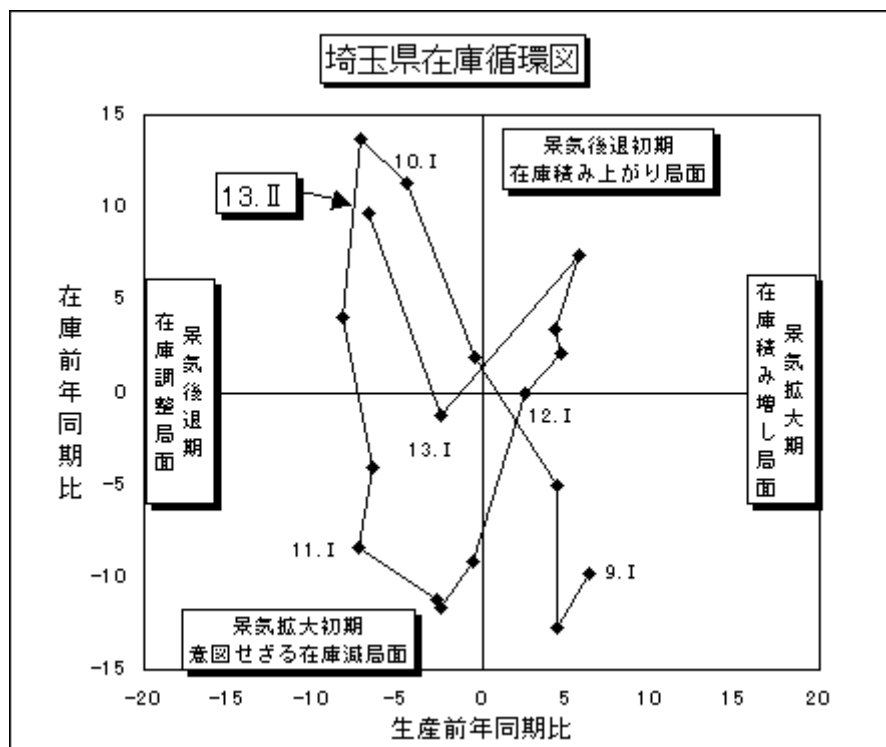 埼玉県在庫循環図
景気後退初期
在庫積み上がり局面
10.I
13.Ⅱ
在庫前年同期比
景気後退期
在庫調整局面
景気拡大期
在庫積み増し局面
12.I
13.I
11.I
9.I
景気拡大初期
意図せざる在庫減局面
15
10
5
0
-5
-10
-15
-20 -15 -10 -5 0 5 10 15 20
生産前年同期比